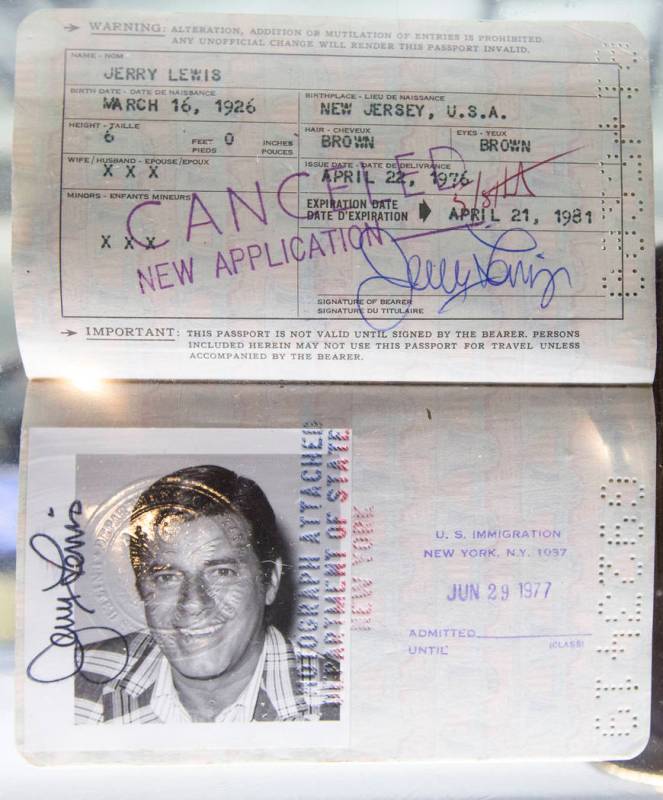 → WARNING: ALTERATION, ADDITION OR MUTILATION OF ENTRIES IS PROHIBITED.
ANY UNOFFICIAL CHANGE WILL RENDER THIS PASSPORT INVALID.
NAME - NOM
JERRY LEWIS
BIRTH DATE - DATE DE NAISSANCE
MARCH 16, 1926
BIRTHPLACE - LIEU DE NAISSANCE
NEW JERSEY, U.S.A.
HEIGHT - TAILLE
6 FEET PIEDS 0 INCHES POUCES
HAIR - CHEVEUX
BROWN
EYES - YEUX
BROWN
WIFE / HUSBAND - EPOUSE / EPOUX
X X X
ISSUE DATE - DATE DE DELIVRANCE
APRIL 22, 1976
MINORS - ENFANTS MINEURS
X X X
EXPIRATION DATE
DATE D'EXPIRATION
APRIL 21, 1981
CANCELED
NEW APPLICATION
Jerry Lewis
SIGNATURE OF BEARER
SIGNATURE DU TITULAIRE
→ IMPORTANT: THIS PASSPORT IS NOT VALID UNTIL SIGNED BY THE BEARER. PERSONS
INCLUDED HEREIN MAY NOT USE THIS PASSPORT FOR TRAVEL UNLESS
ACCOMPANIED BY THE BEARER.
Jerry Lewis
PHOTOGRAPH ATTACHED
DEPARTMENT OF STATE
NEW YORK
U. S. IMMIGRATION
NEW YORK, N.Y. 1037
JUN 29 1977
ADMITTED
UNTIL (CLASS)